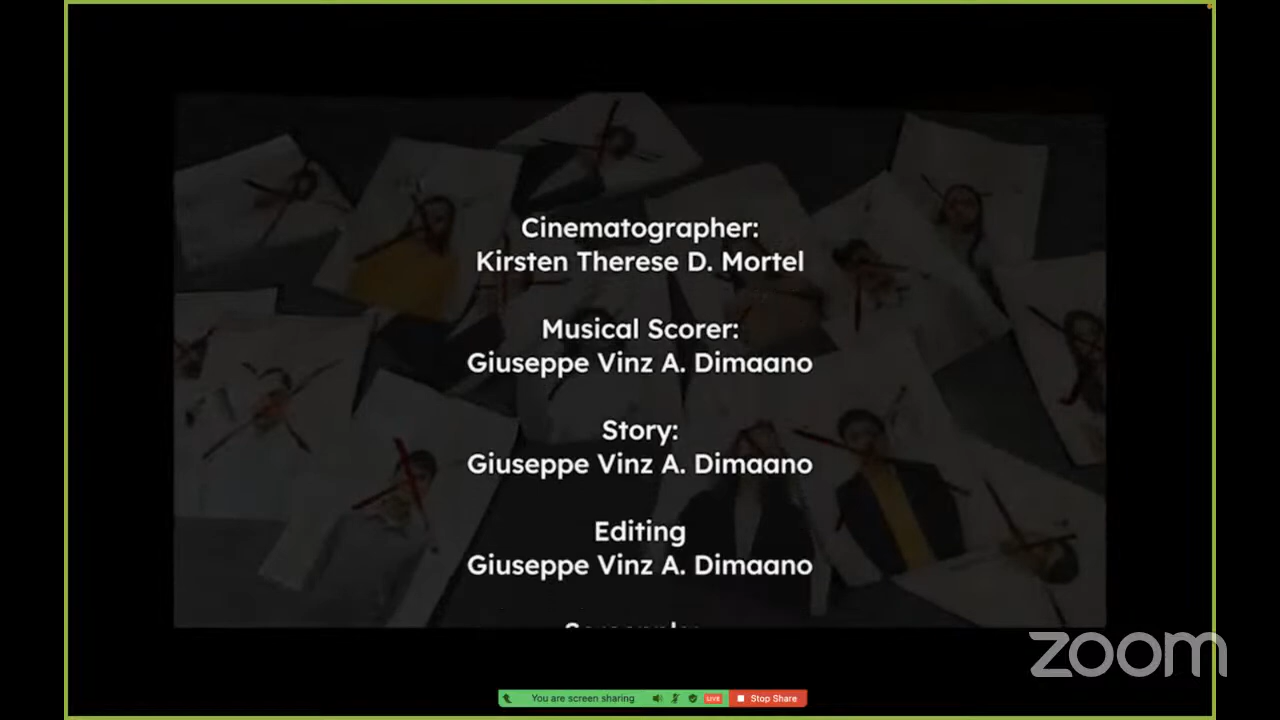 Cinematographer:
Kirsten Therese D. Mortel
Musical Scorer:
Giuseppe Vinz A. Dimaano
Story:
Giuseppe Vinz A. Dimaano
Editing
Giuseppe Vinz A. Dimaano
zoom
You are screen sharing
LIVE
Stop Share